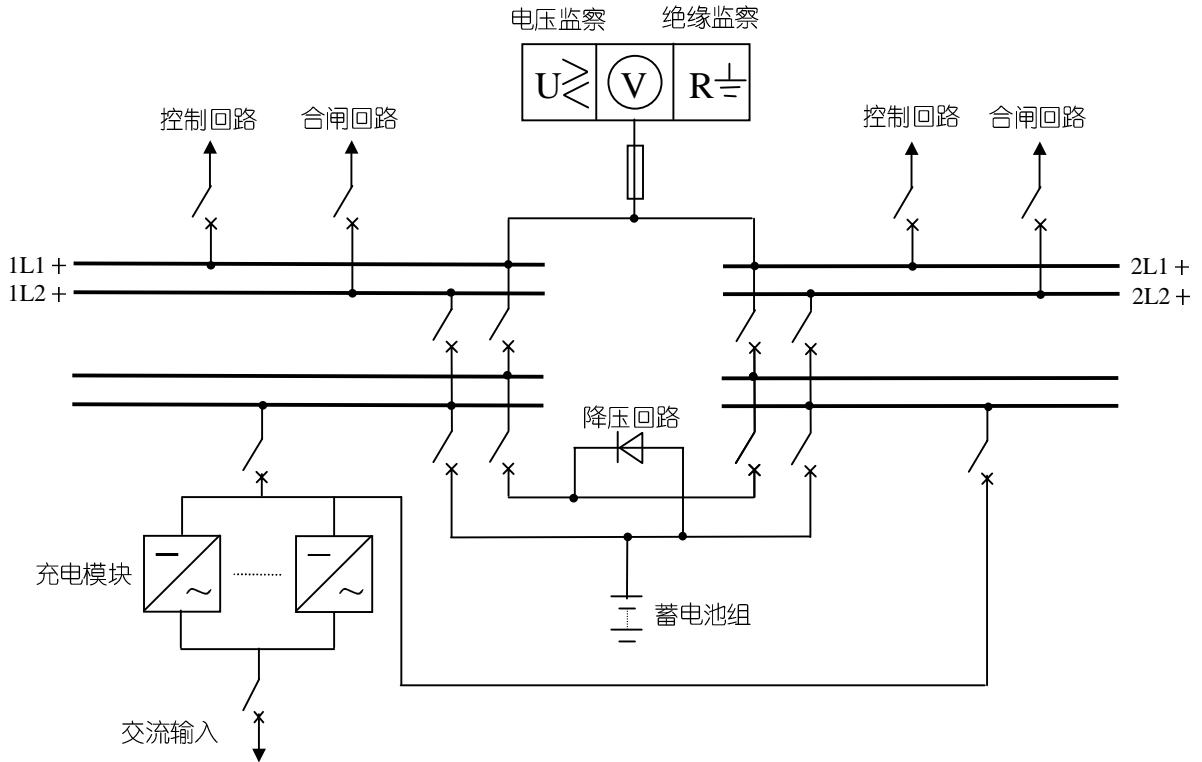 电压监察
绝缘监察
U
V
R
控制回路
合闸回路
控制回路
合闸回路
1L1 +
1L2 +
2L1 +
2L2 +
降压回路
充电模块
蓄电池组
交流输入